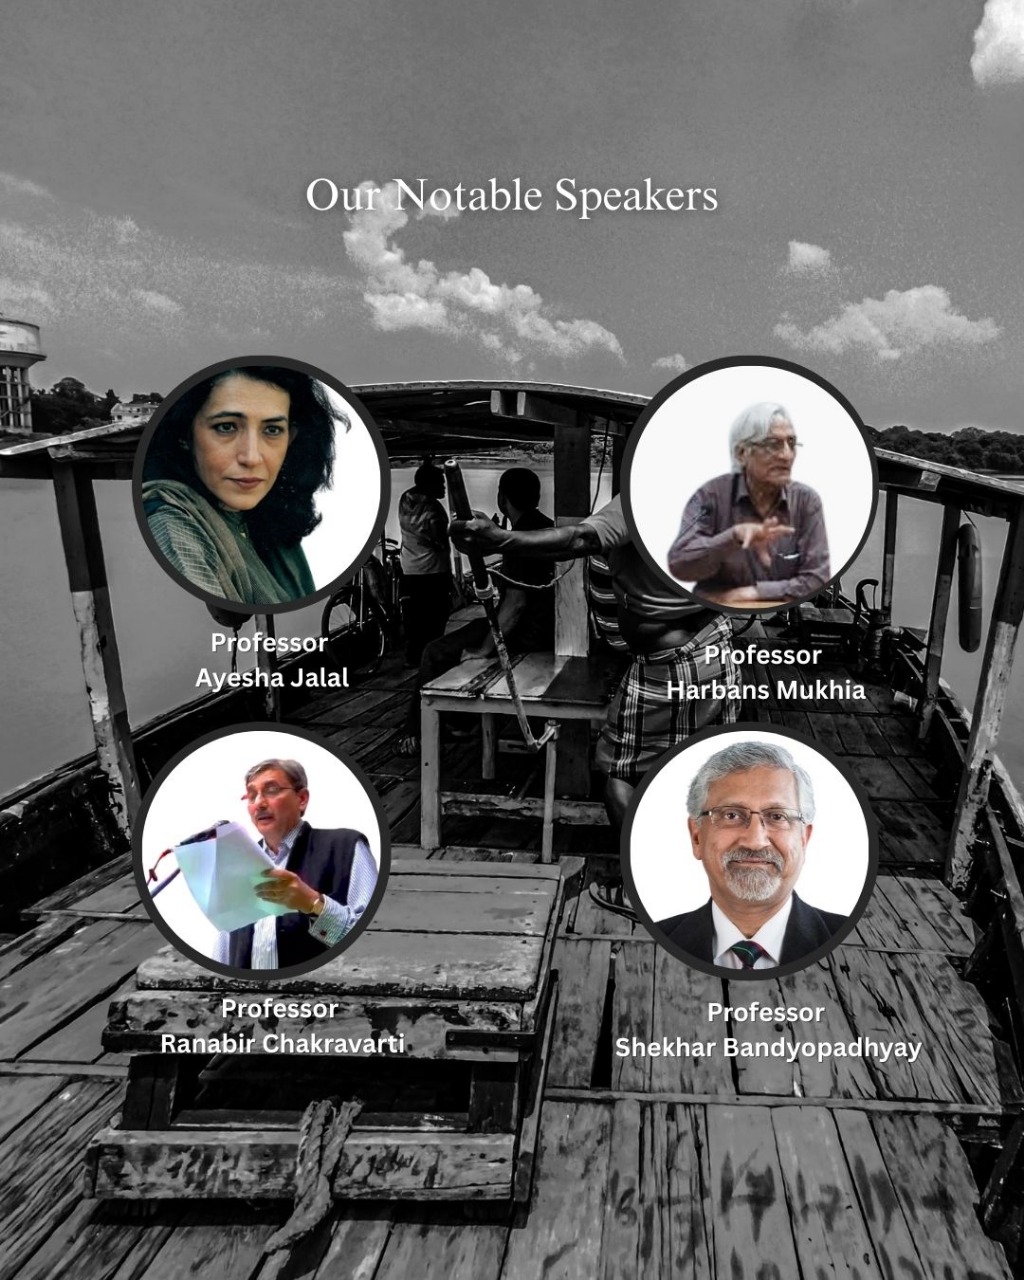 Our Notable Speakers
Professor
Ayesha Jalal
Professor
Harbans Mukhia
Professor
Ranabir Chakravarti
Professor
Shekhar Bandyopadhyay